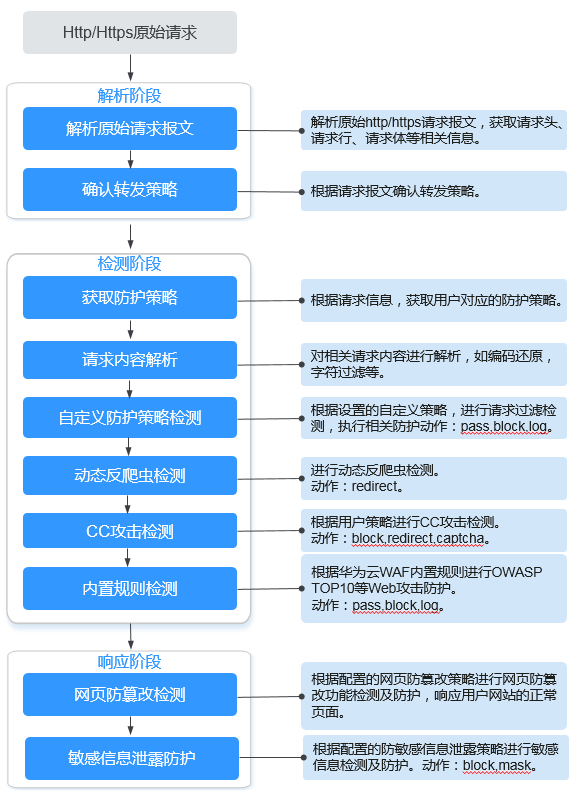 Http/Https原始请求
解析阶段
解析原始请求报文
解析原始http/https请求报文，获取请求头、
请求行、请求体等相关信息。
确认转发策略
根据请求报文确认转发策略。
检测阶段
获取防护策略
根据请求信息，获取用户对应的防护策略。
请求内容解析
对相关请求内容进行解析，如编码还原，
字符过滤等。
自定义防护策略检测
根据设置的自定义策略，进行请求过滤检
测，执行相关防护动作：pass,block,log。
动态反爬虫检测
进行动态反爬虫检测。
动作：redirect。
CC攻击检测
根据用户策略进行CC攻击检测。
动作：block,redirect,captcha。
内置规则检测
根据华为云WAF内置规则进行OWASP
TOP10等Web攻击防护。
动作：pass,block,log。
响应阶段
网页防篡改检测
根据配置的网页防篡改策略进行网页防篡
改功能检测及防护，响应用户网站的正常
页面。
敏感信息泄露防护
根据配置的防敏感信息泄露策略进行敏感
信息检测及防护。动作：block,mask。